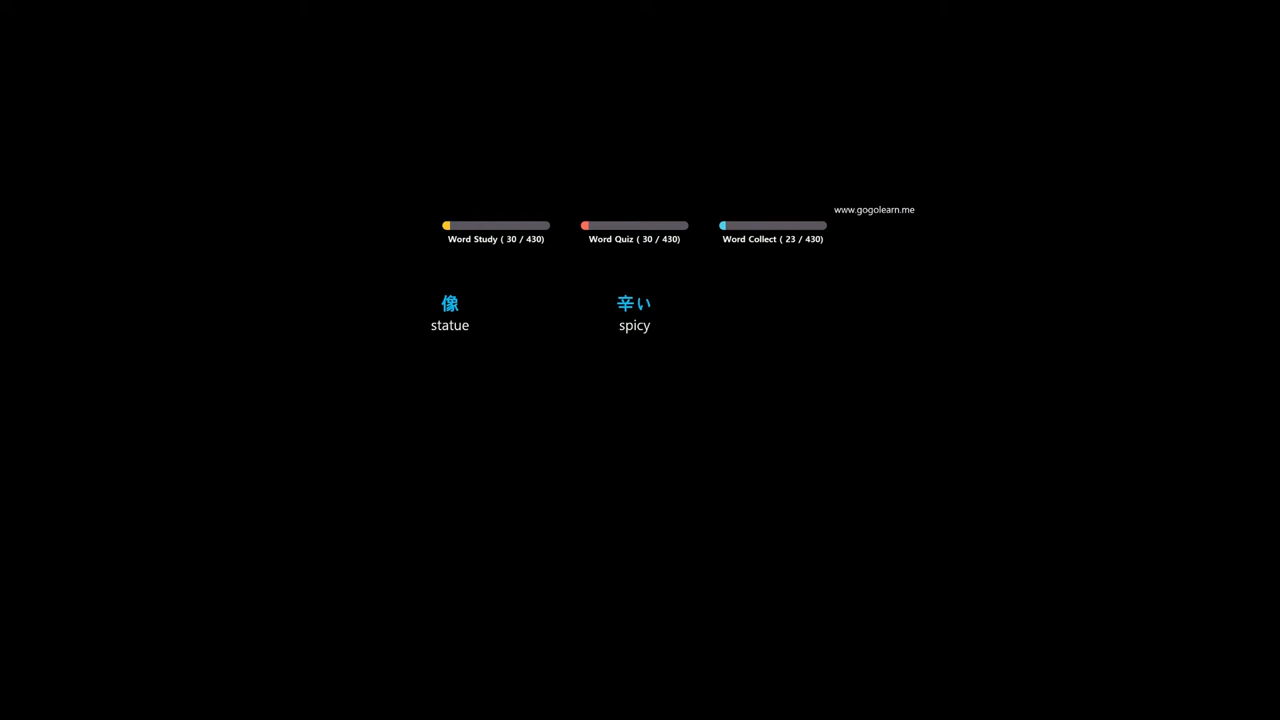 www.gogolearn.me
Word Study ( 30 / 430)
Word Quiz ( 30 / 430)
Word Collect ( 23 / 430)
像
statue
辛い
spicy